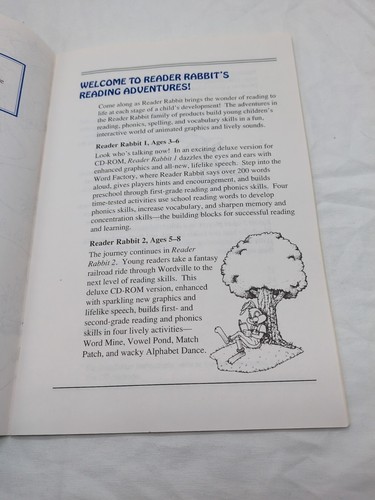 WELCOME TO READER RABBIT'S
READING ADVENTURES!
Come along as Reader Rabbit brings the wonder of reading to
life at each stage of a child's development! The adventures in
the Reader Rabbit family of products build young children's
reading, phonics, spelling, and vocabulary skills in a fun,
interactive world of animated graphics and lively sounds.
Reader Rabbit 1, Ages 3–6
Look who's talking now! In an exciting deluxe version for
CD-ROM, Reader Rabbit 1 dazzles the eyes and ears with
enhanced graphics and all-new, lifelike speech. Step into the
Word Factory, where Reader Rabbit says over 200 words
aloud, gives players hints and encouragement, and builds
preschool through first-grade reading and phonics skills. Four
time-tested activities use school reading words to develop
phonics skills, increase vocabulary, and sharpen memory and
concentration skills—the building blocks for successful reading
and learning.
Reader Rabbit 2, Ages 5–8
The journey continues in Reader
Rabbit 2. Young readers take a fantasy
railroad ride through Wordville to the
next level of reading skills. This
deluxe CD-ROM version, enhanced
with sparkling new graphics and
lifelike speech, builds first- and
second-grade reading and phonics
skills in four lively activities—
Word Mine, Vowel Pond, Match
Patch, and wacky Alphabet Dance.